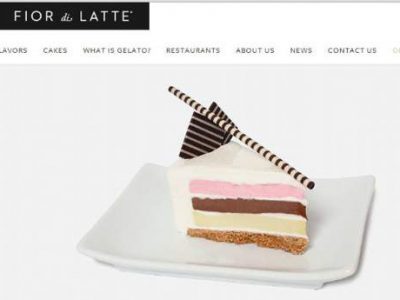 FIOR di LATTE
LAVORS CAKES WHAT IS GELATO? RESTAURANTS ABOUT US NEWS CONTACT US